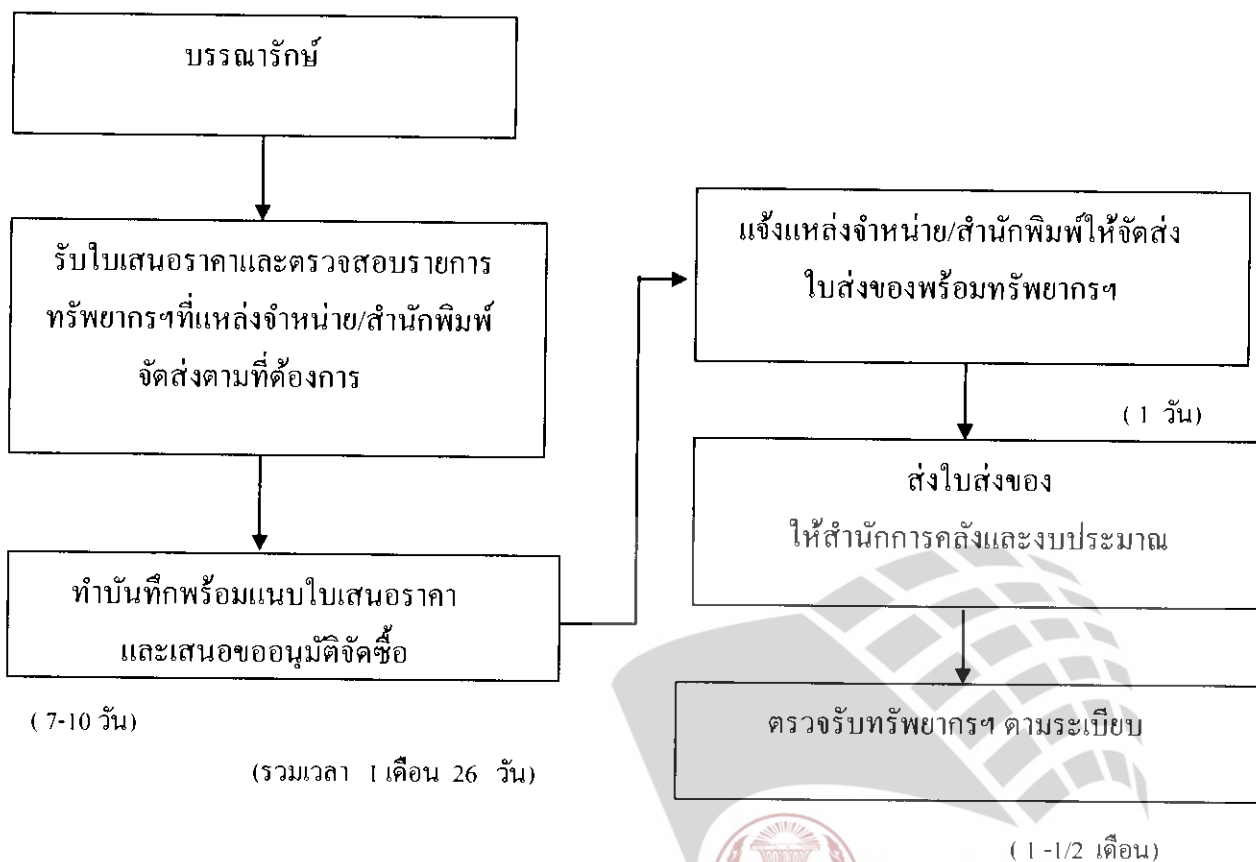 บรรณารักษ์
รับใบเสนอราคาและตรวจสอบรายการ
ทรัพยากรฯที่แหล่งจำหน่าย/สำนักพิมพ์
จัดส่งตามที่ต้องการ
ทำบันทึกพร้อมแนบใบเสนอราคา
และเสนอขออนุมัติจัดซื้อ
( 7-10 วัน)
(รวมเวลา 1 เดือน 26 วัน)
แจ้งแหล่งจำหน่าย/สำนักพิมพ์ให้จัดส่ง
ใบส่งของพร้อมทรัพยากรฯ
( 1 วัน)
ส่งใบส่งของ
ให้สำนักการคลังและงบประมาณ
ตรวจรับทรัพยากรฯ ตามระเบียบ
( 1 -1/2 เดือน)